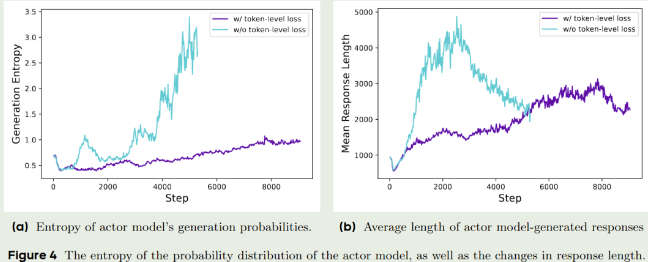 3.5
3.0
2.5
2.0
1.5
1.0
0.5
Generation Entropy
w/ token-level loss
w/o token-level loss
0 2000 4000 6000 8000
Step
5000
4000
3000
2000
1000
Mean Response Length
w/ token-level loss
w/o token-level loss
0 2000 4000 6000 8000
Step
(a) Entropy of actor model's generation probabilities.
(b) Average length of actor model-generated responses
Figure 4 The entropy of the probability distribution of the actor model, as well as the changes in response length.